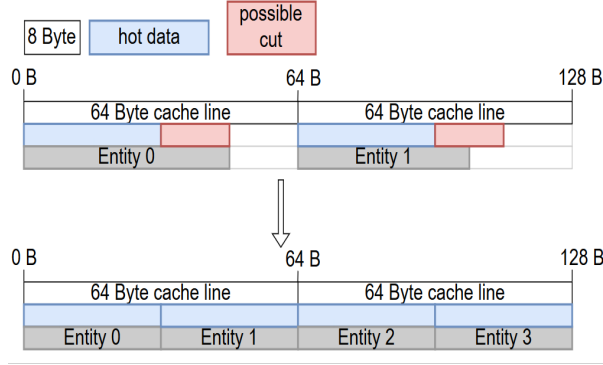 possible
8 Byte hot data cut
0 B 64 B 128 B
64 Byte cache line 64 Byte cache line
Entity 0 Entity 1
0 B 64 B 128 B
64 Byte cache line 64 Byte cache line
Entity 0 Entity 1 Entity 2 Entity 3